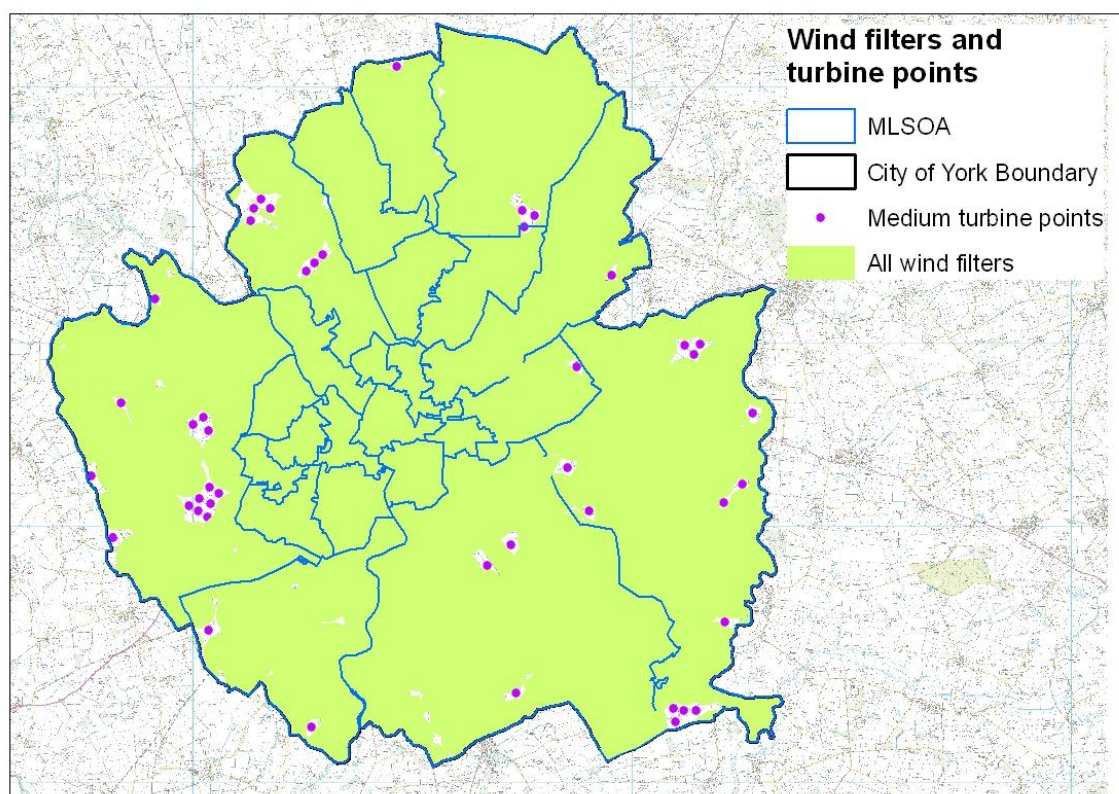 Wind filters and
turbine points
MLSOA
City of York Boundary
Medium turbine points
All wind filters